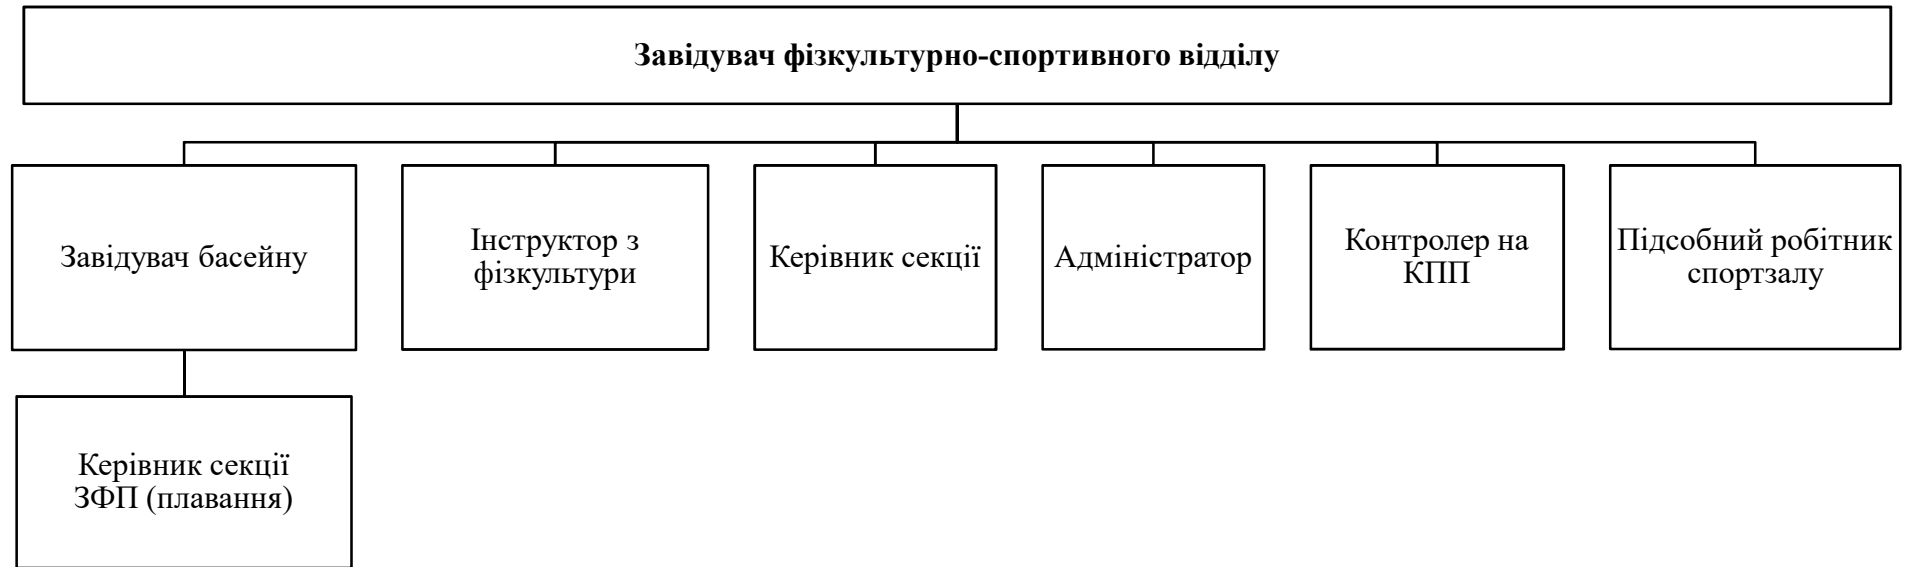 Завідувач фізкультурно-спортивного відділу
Завідувач басейну
Інструктор з
фізкультури
Керівник секції
Адміністратор
Контролер на
КПП
Підсобний робітник
спортзалу
Керівник секції
ЗФП (плавання)